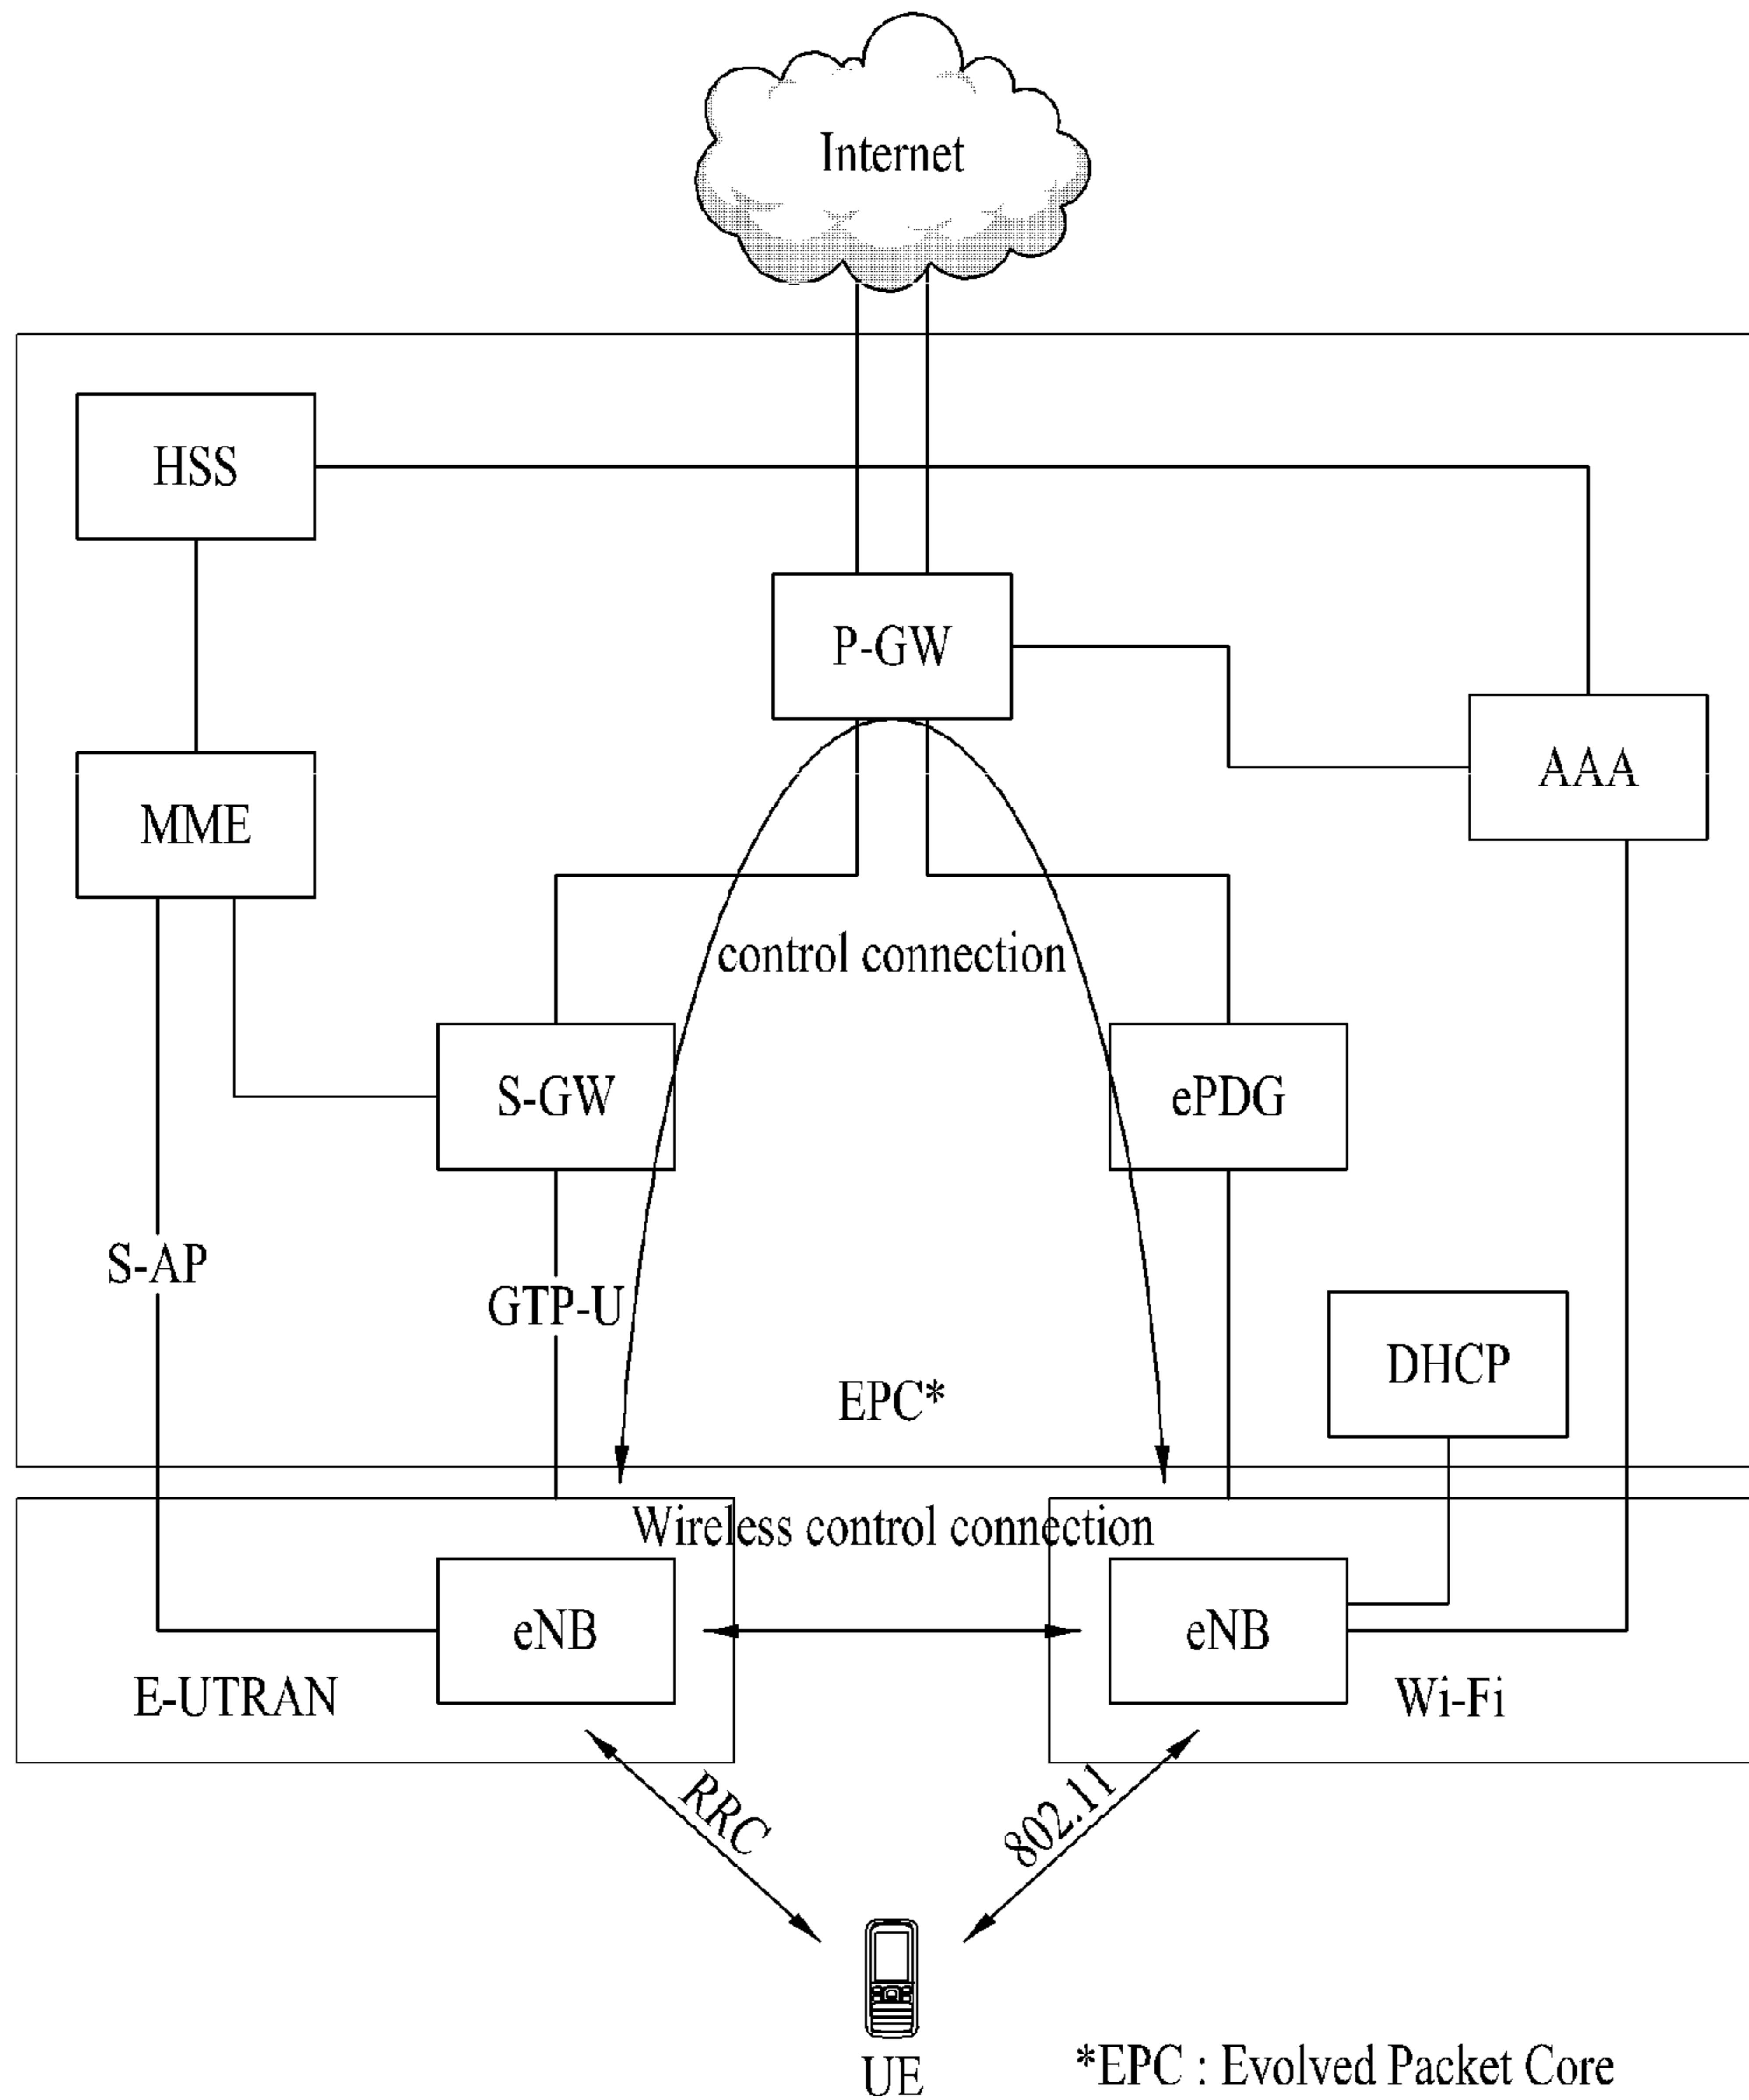 Internet
HSS
P-GW
AAA
MME
control connection
S-GW
ePDG
S-AP
GTP-U
DHCP
EPC*
Wireless control connection
eNB
eNB
E-UTRAN
Wi-Fi
RRC
802.11
UE
*EPC : Evolved Packet Core